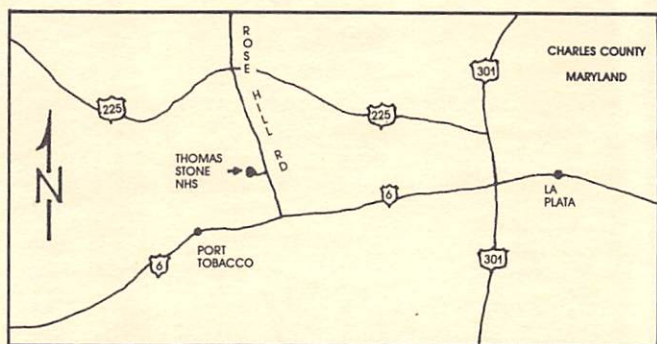 CHARLES COUNTY
MARYLAND
ROSE HILL RD
301
225
225
N
THOMAS
STONE
NHS
6
LA
PLATA
PORT
TOBACCO
6
301